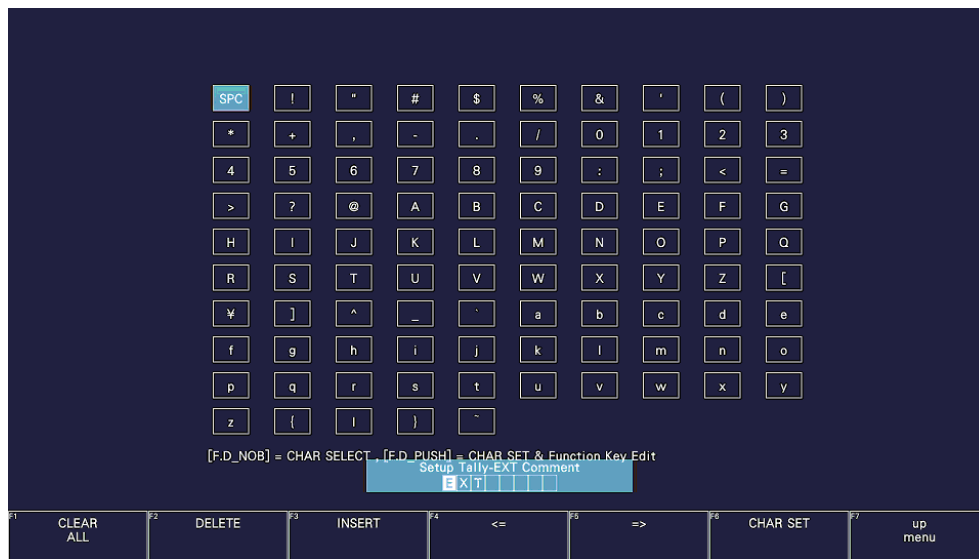 SPC ! " # $ % & ' ( )
* + , - . / 0 1 2 3
4 5 6 7 8 9 : ; < =
> ? @ A B C D E F G
H I J K L M N O P Q
R S T U V W X Y Z [
¥ ] ^ _ ` a b c d e
f g h i j k l m n o
p q r s t u v w x y
z { | } ~
[F.D_NOB] = CHAR SELECT , [F.D_PUSH] = CHAR SET & Function Key Edit
Setup Tally-EXT Comment
EXT
F1 CLEAR ALL
F2 DELETE
F3 INSERT
F4 <=
F5 =>
F6 CHAR SET
F7 up menu